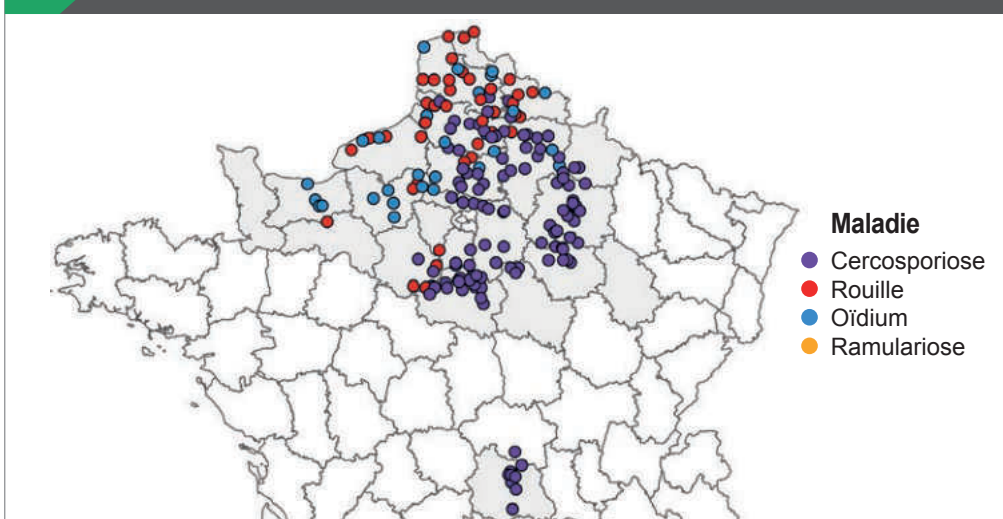 Maladie
Cercosporiose
Rouille
Oïdium
Ramulariose